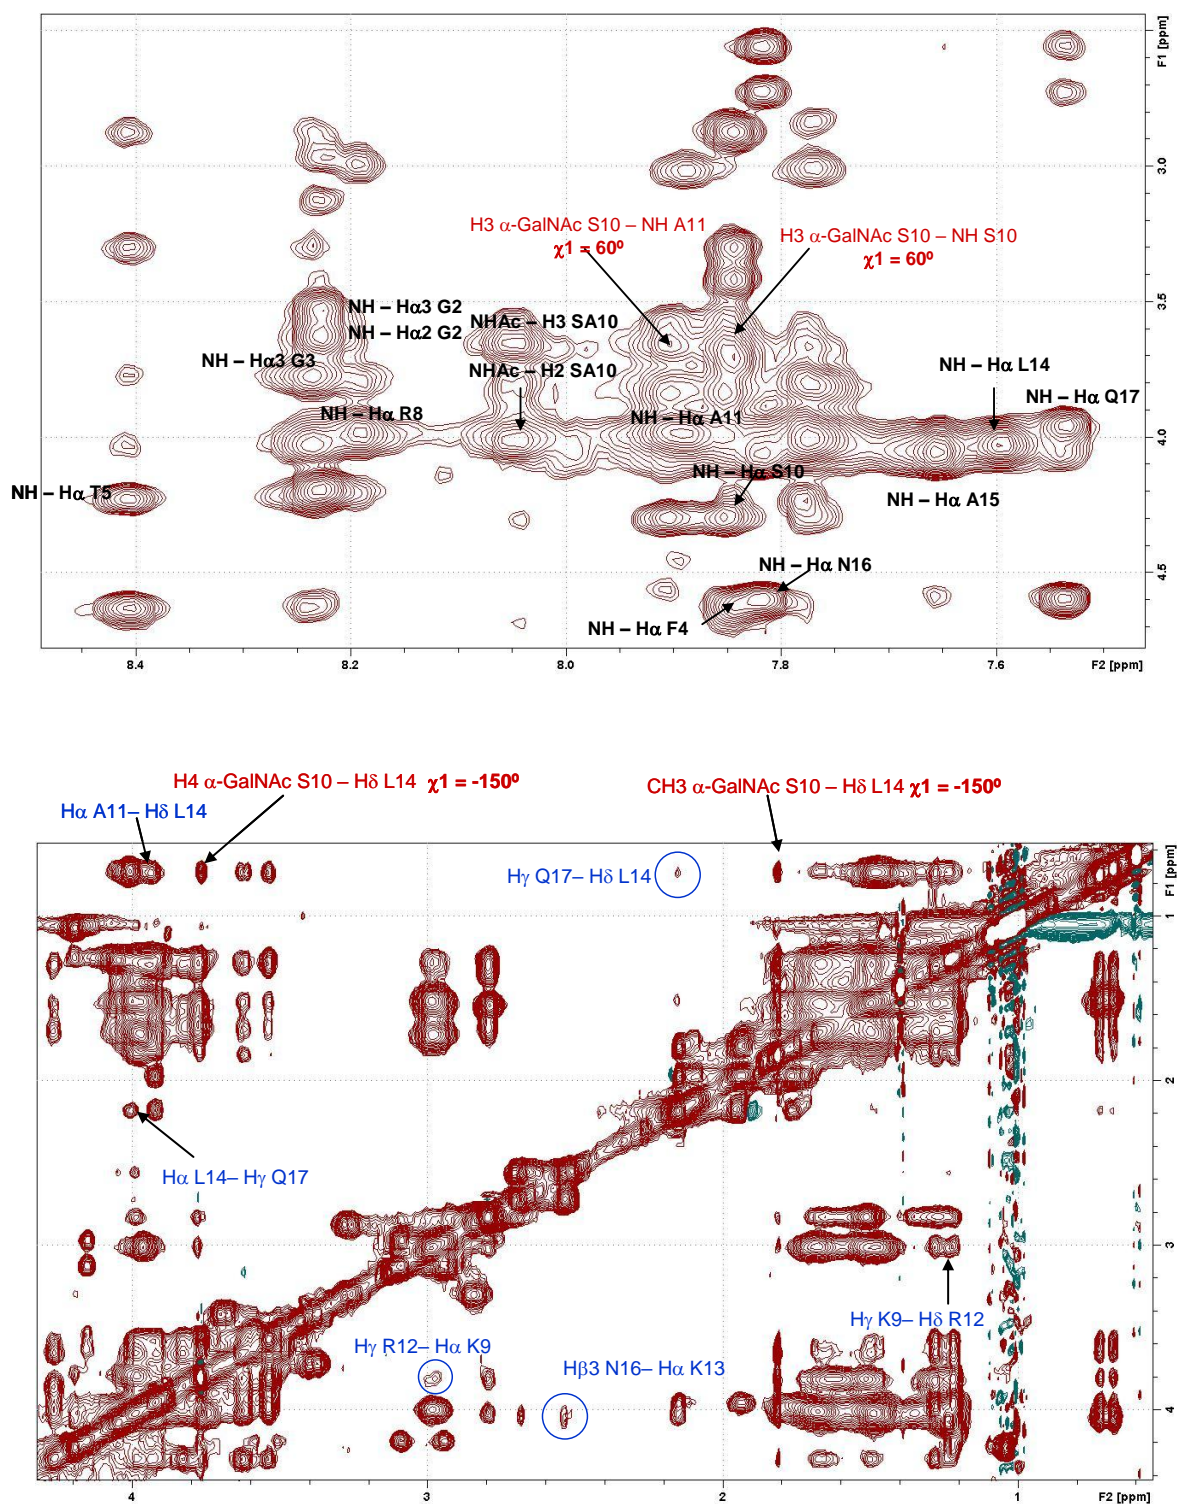 F1 [ppm]
3.0
3.5
4.0
4.5
H3 α-GalNAc S10 – NH A11
χ1 = 60º
H3 α-GalNAc S10 – NH S10
χ1 = 60º
NH – Hα3 G2
NH – Hα2 G2
NHAc – H3 SA10
NH – Hα3 G3
NHAc – H2 SA10
NH – Hα L14
NH – Hα Q17
NH – Hα R8
NH – Hα A11
NH – Hα S10
NH – Hα T5
NH – Hα A15
NH – Hα N16
NH – Hα F4
8.4 8.2 8.0 7.8 7.6 F2 [ppm]
H4 α-GalNAc S10 – Hδ L14 χ1 = -150º
CH3 α-GalNAc S10 – Hδ L14 χ1 = -150º
Hα A11– Hδ L14
Hγ Q17– Hδ L14
F1 [ppm]
1
2
3
4
Hα L14– Hγ Q17
Hγ K9– Hδ R12
Hγ R12– Hα K9
Hβ3 N16– Hα K13
4 3 2 1 F2 [ppm]